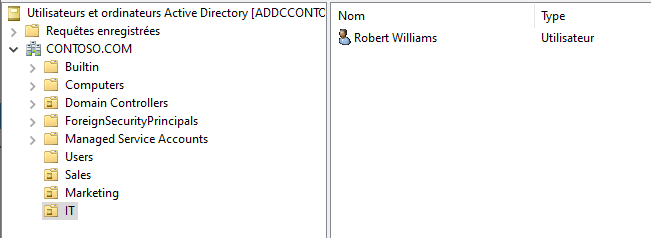 Utilisateurs et ordinateurs Active Directory [ADDCCONTO
Requêtes enregistrées
CONTOSO.COM
Builtin
Computers
Domain Controllers
ForeignSecurityPrincipals
Managed Service Accounts
Users
Sales
Marketing
IT
Nom Type
Robert Williams Utilisateur